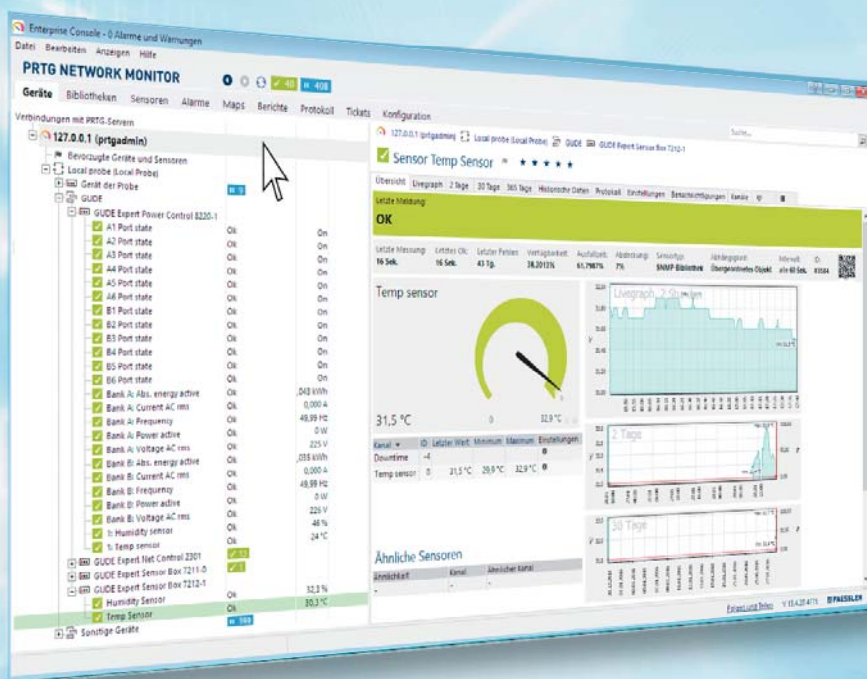 Enterprise Console - 0 Alarme und Warnungen
Datei Bearbeiten Anzeigen Hilfe
PRTG NETWORK MONITOR
48 408
Geräte Bibliotheken Sensoren Alarme Maps Berichte Protokoll Tickets Konfiguration
Suche...
Verbindungen mit PRTG-Servern
127.0.0.1 (prtgadmin)
Bevorzugte Geräte und Sensoren
Local probe (Local Probe)
Gerät der Probe 9
GUDE
GUDE Expert Power Control 8220-1
A1 Port state Ok On
A2 Port state Ok On
A3 Port state Ok On
A4 Port state Ok On
A5 Port state Ok On
A6 Port state Ok On
B1 Port state Ok On
B2 Port state Ok On
B3 Port state Ok On
B4 Port state Ok On
B5 Port state Ok On
B6 Port state Ok On
Bank A: Abs. energy active Ok ,043 kWh
Bank A: Current AC rms Ok 0,000 A
Bank A: Frequency Ok 49,99 Hz
Bank A: Power active Ok 0 W
Bank A: Voltage AC rms Ok 225 V
Bank B: Abs. energy active Ok ,035 kWh
Bank B: Current AC rms Ok 0,000 A
Bank B: Frequency Ok 49,99 Hz
Bank B: Power active Ok 0 W
Bank B: Voltage AC rms Ok 226 V
1: Humidity sensor Ok 46 %
1: Temp sensor Ok 24 °C
GUDE Expert Net Control 2301
GUDE Expert Sensor Box 7211-0
GUDE Expert Sensor Box 7212-1
Humidity Sensor Ok 32,3 %
Temp Sensor Ok 30,3 °C
Sonstige Geräte
127.0.0.1 (prtgadmin) Local probe (Local Probe) GUDE GUDE Expert Sensor Box 7212-1
Sensor Temp Sensor
Übersicht Livegraph 2 Tage 30 Tage 365 Tage Historische Daten Protokoll Einstellungen Benachrichtigungen Kanäle
Letzte Meldung:
OK
Letzte Messung: Letztes Ok: Letzter Fehler: Verfügbarkeit: Ausfallzeit: Abdeckung: Sensortyp: Abhängigkeit: Intervall: ID:
16 Sek. 16 Sek. 43 Tg. 38,2013% 61,7987% 7% SNMP Bibliothek Übergeordnetes Objekt alle 60 Sek.
Temp sensor
31,5 °C
0 32,9 °C
Livegraph, 2 Stunden
Kanal ID Letzter Wert Minimum Maximum Einstellungen
Downtime -4
Temp sensor 0 31,5 °C 29,9 °C 32,9 °C
2 Tage
30 Tage
Ähnliche Sensoren
Ähnlichkeit Kanal Ähnlicher Kanal
- - -
Folgen und Teilen
PAESSLER